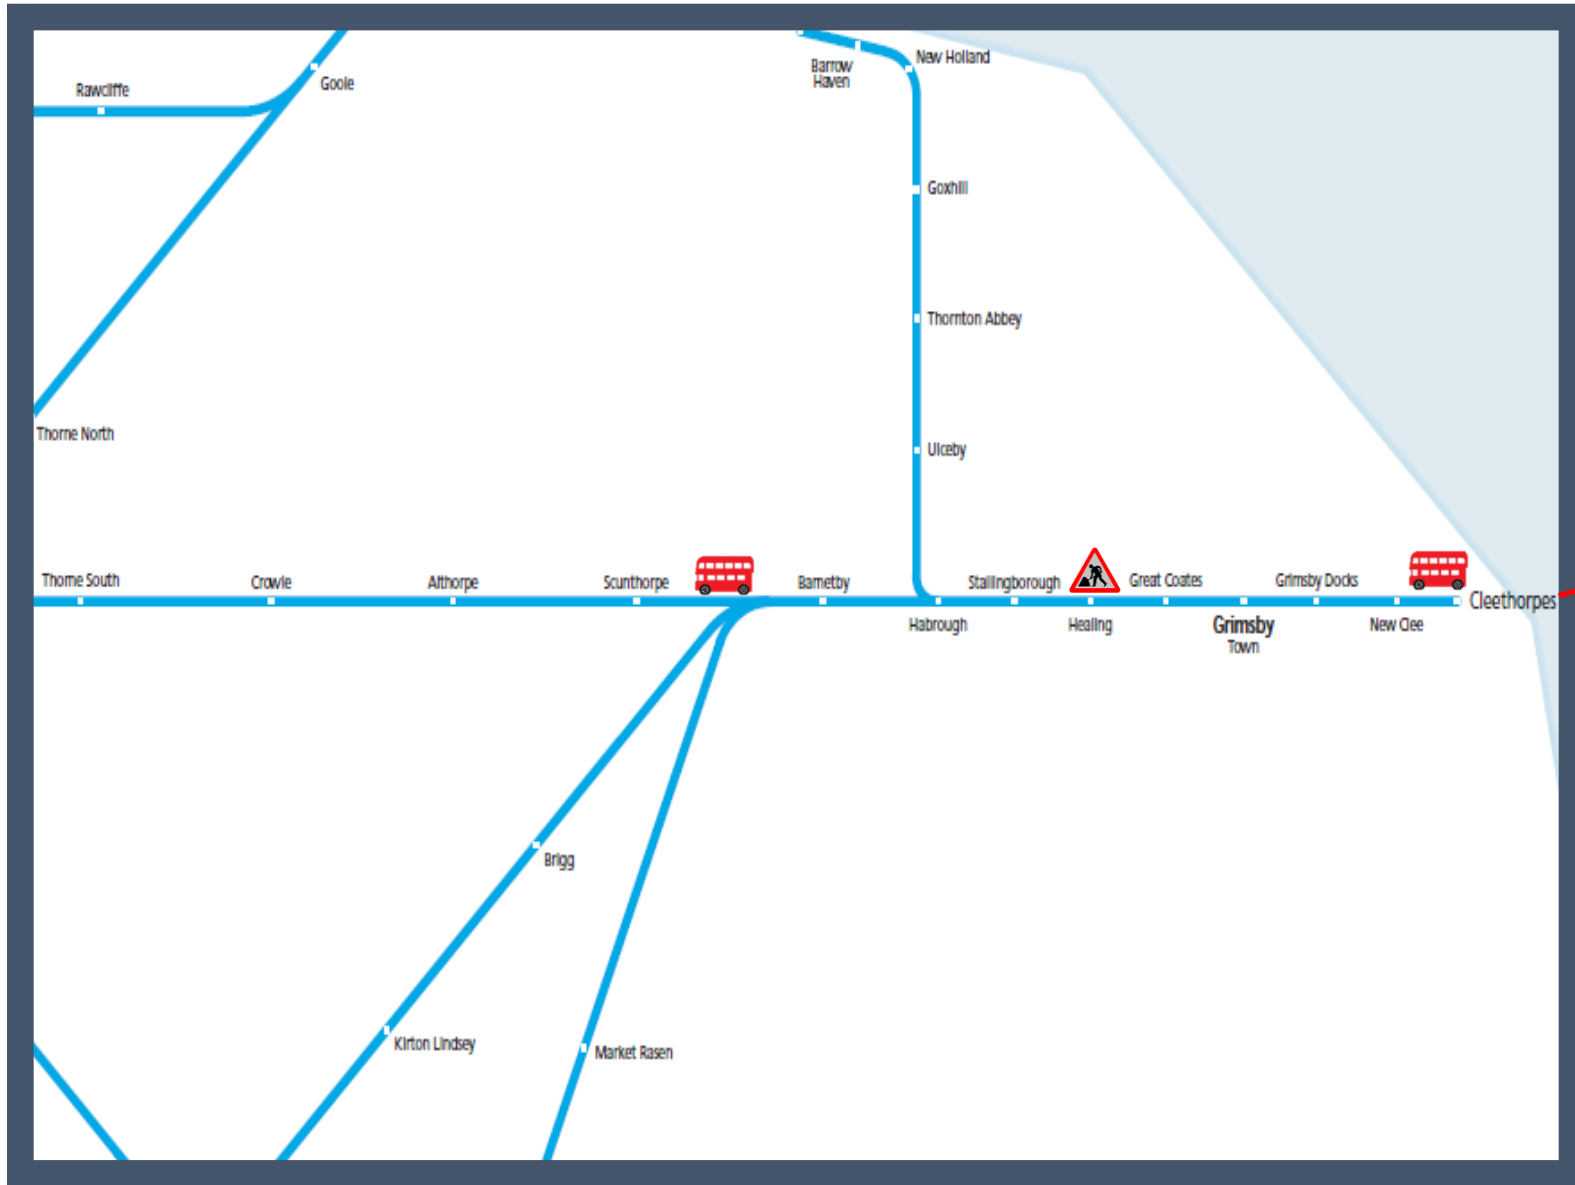 New Holland
Barrow
Haven
Goole
Rawcliffe
Goxhill
Thornton Abbey
Thorne North
Ulceby
Thorne South
Crowle
Althorpe
Scunthorpe
Barnetby
Stallingborough
Great Coates
Grimsby Docks
Cleethorpes
Habrough
Healing
Grimsby
Town
New Clee
Brigg
Kirton Lindsey
Market Rasen